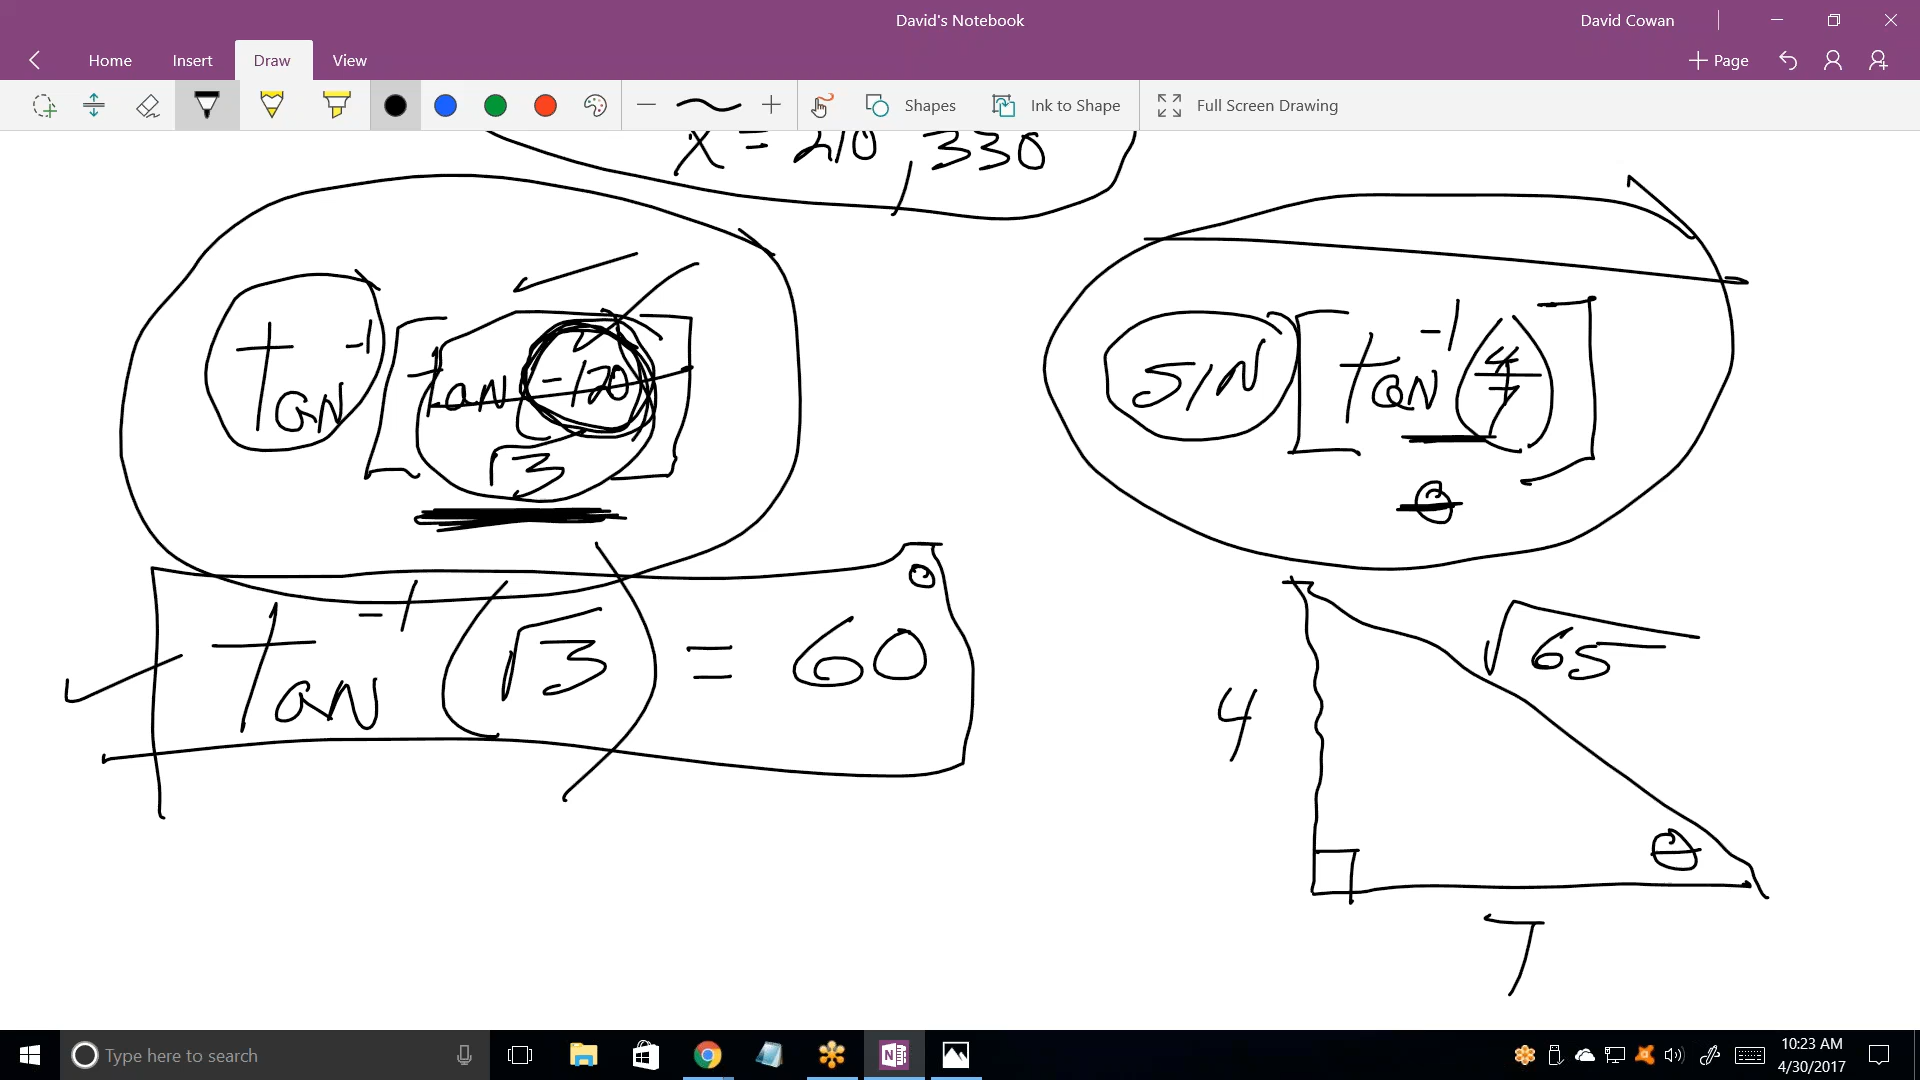 David's Notebook
David Cowan
Home Insert Draw View
Page
Shapes Ink to Shape Full Screen Drawing
x = 210, 330
tan⁻¹ [tan (-120)]
√3
SIN [tan⁻¹ (4/7)]
θ
tan⁻¹ (√3) = 60°
√65
4
θ
7
Type here to search
10:23 AM
4/30/2017